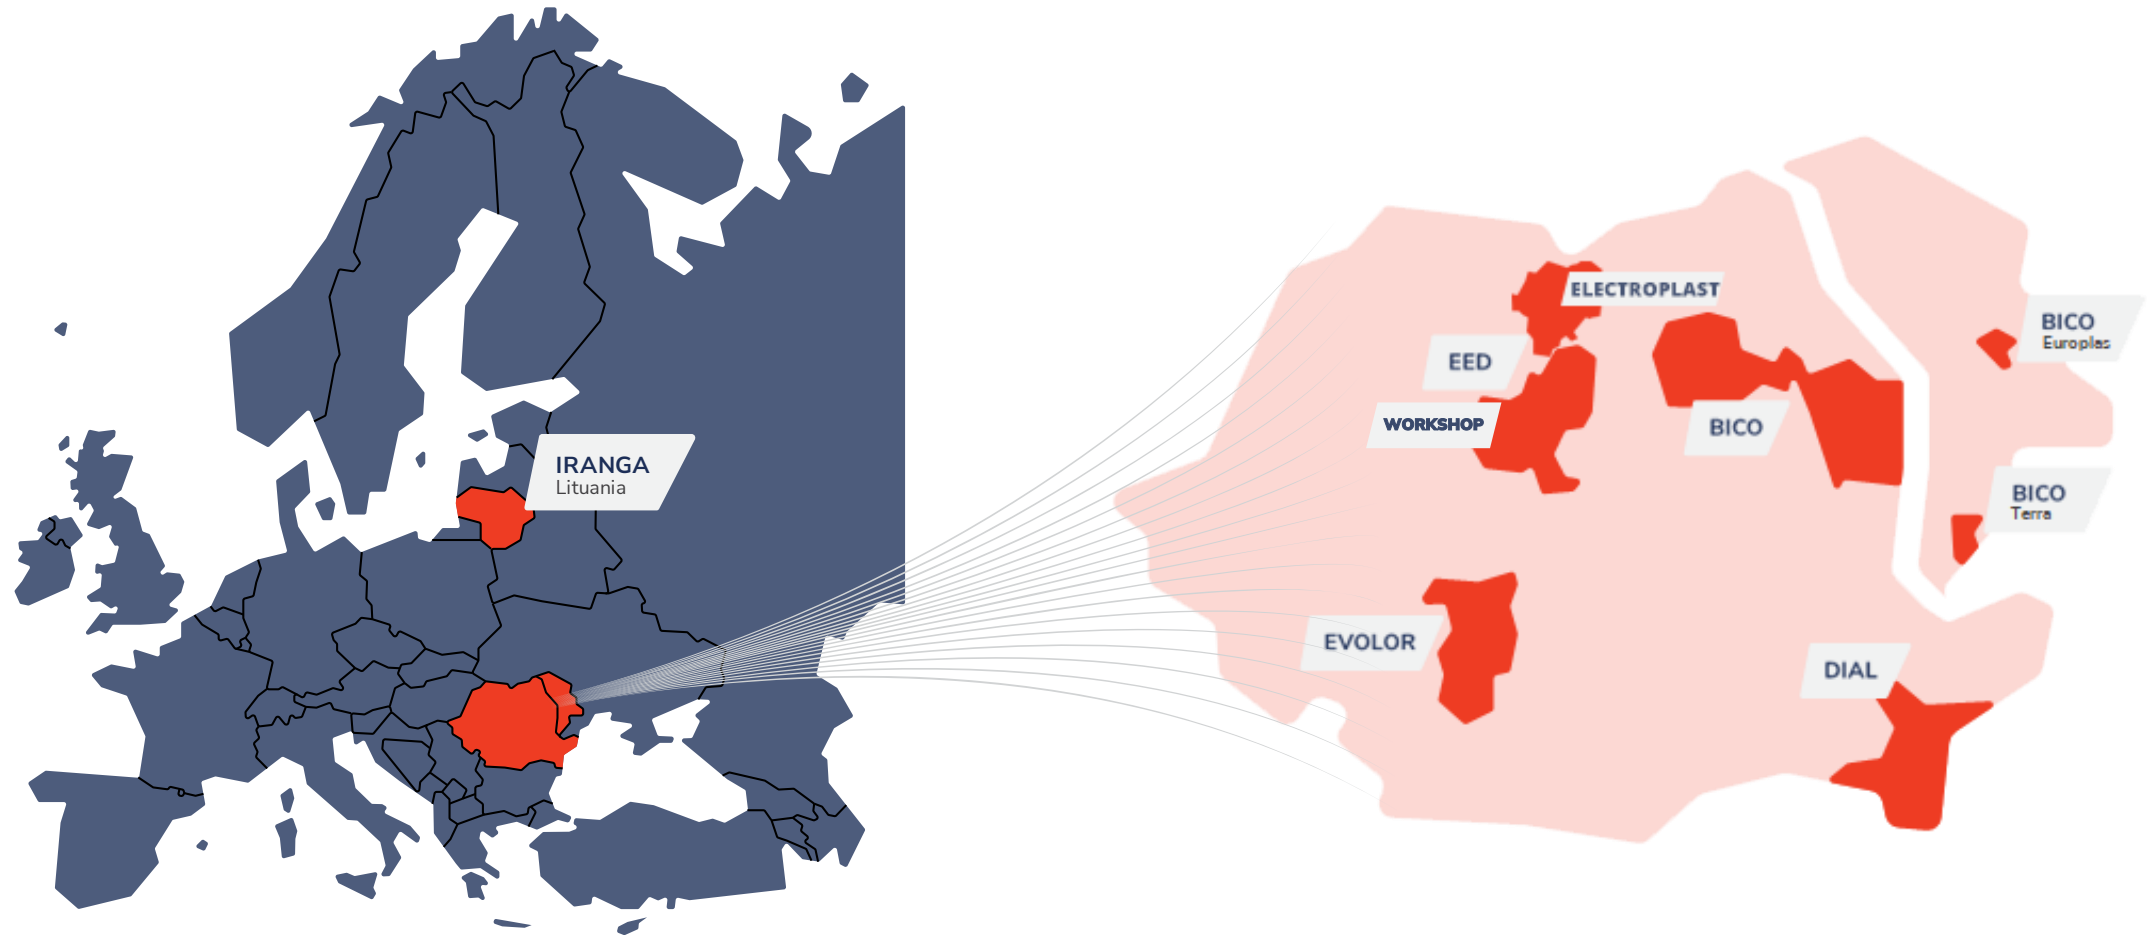 IRANGA
Lituania
ELECTROPLAST
EED
WORKSHOP
BICO
BICO
Europlas
BICO
Terra
EVOLOR
DIAL